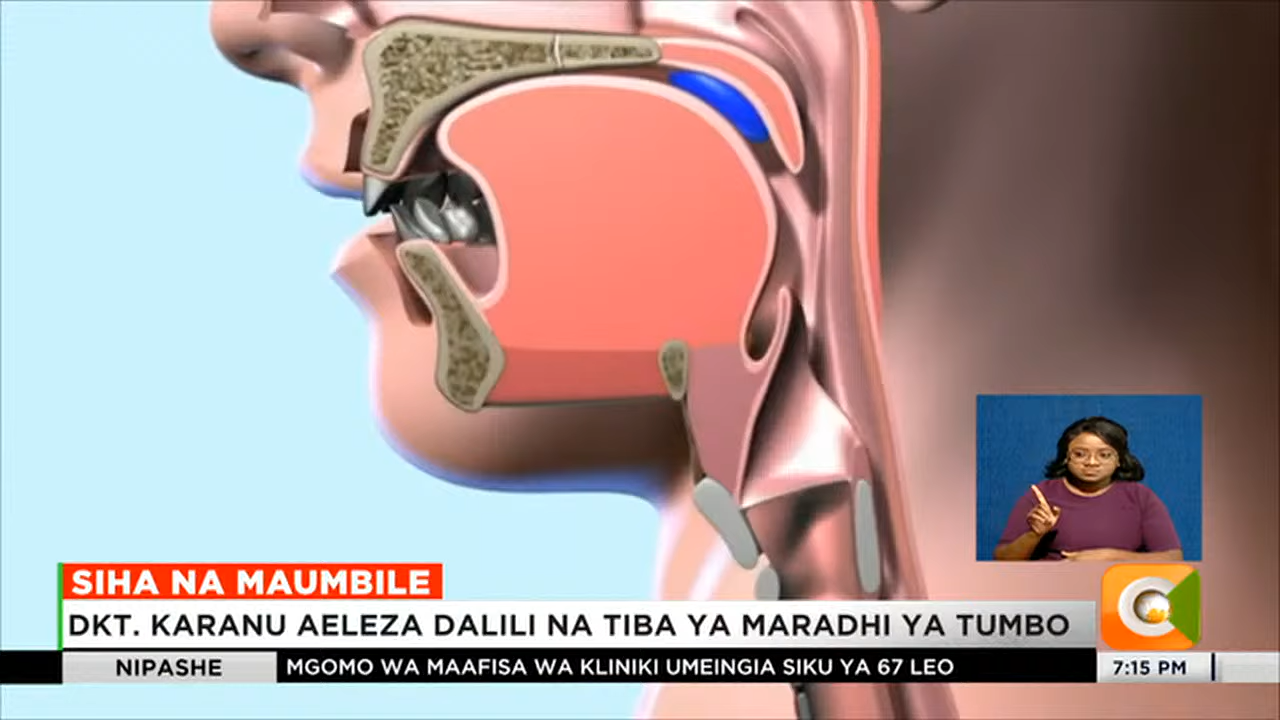 SIHA NA MAUMBILE
DKT. KARANU AELEZA DALILI NA TIBA YA MARADHI YA TUMBO
NIPASHE MGOMO WA MAAFISA WA KLINIKI UMEINGIA SIKU YA 67 LEO 7:15 PM